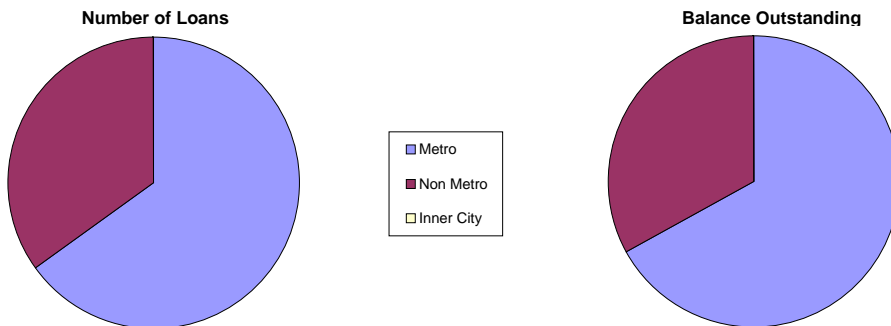 Number of Loans
Balance Outstanding
Metro
Non Metro
Inner City